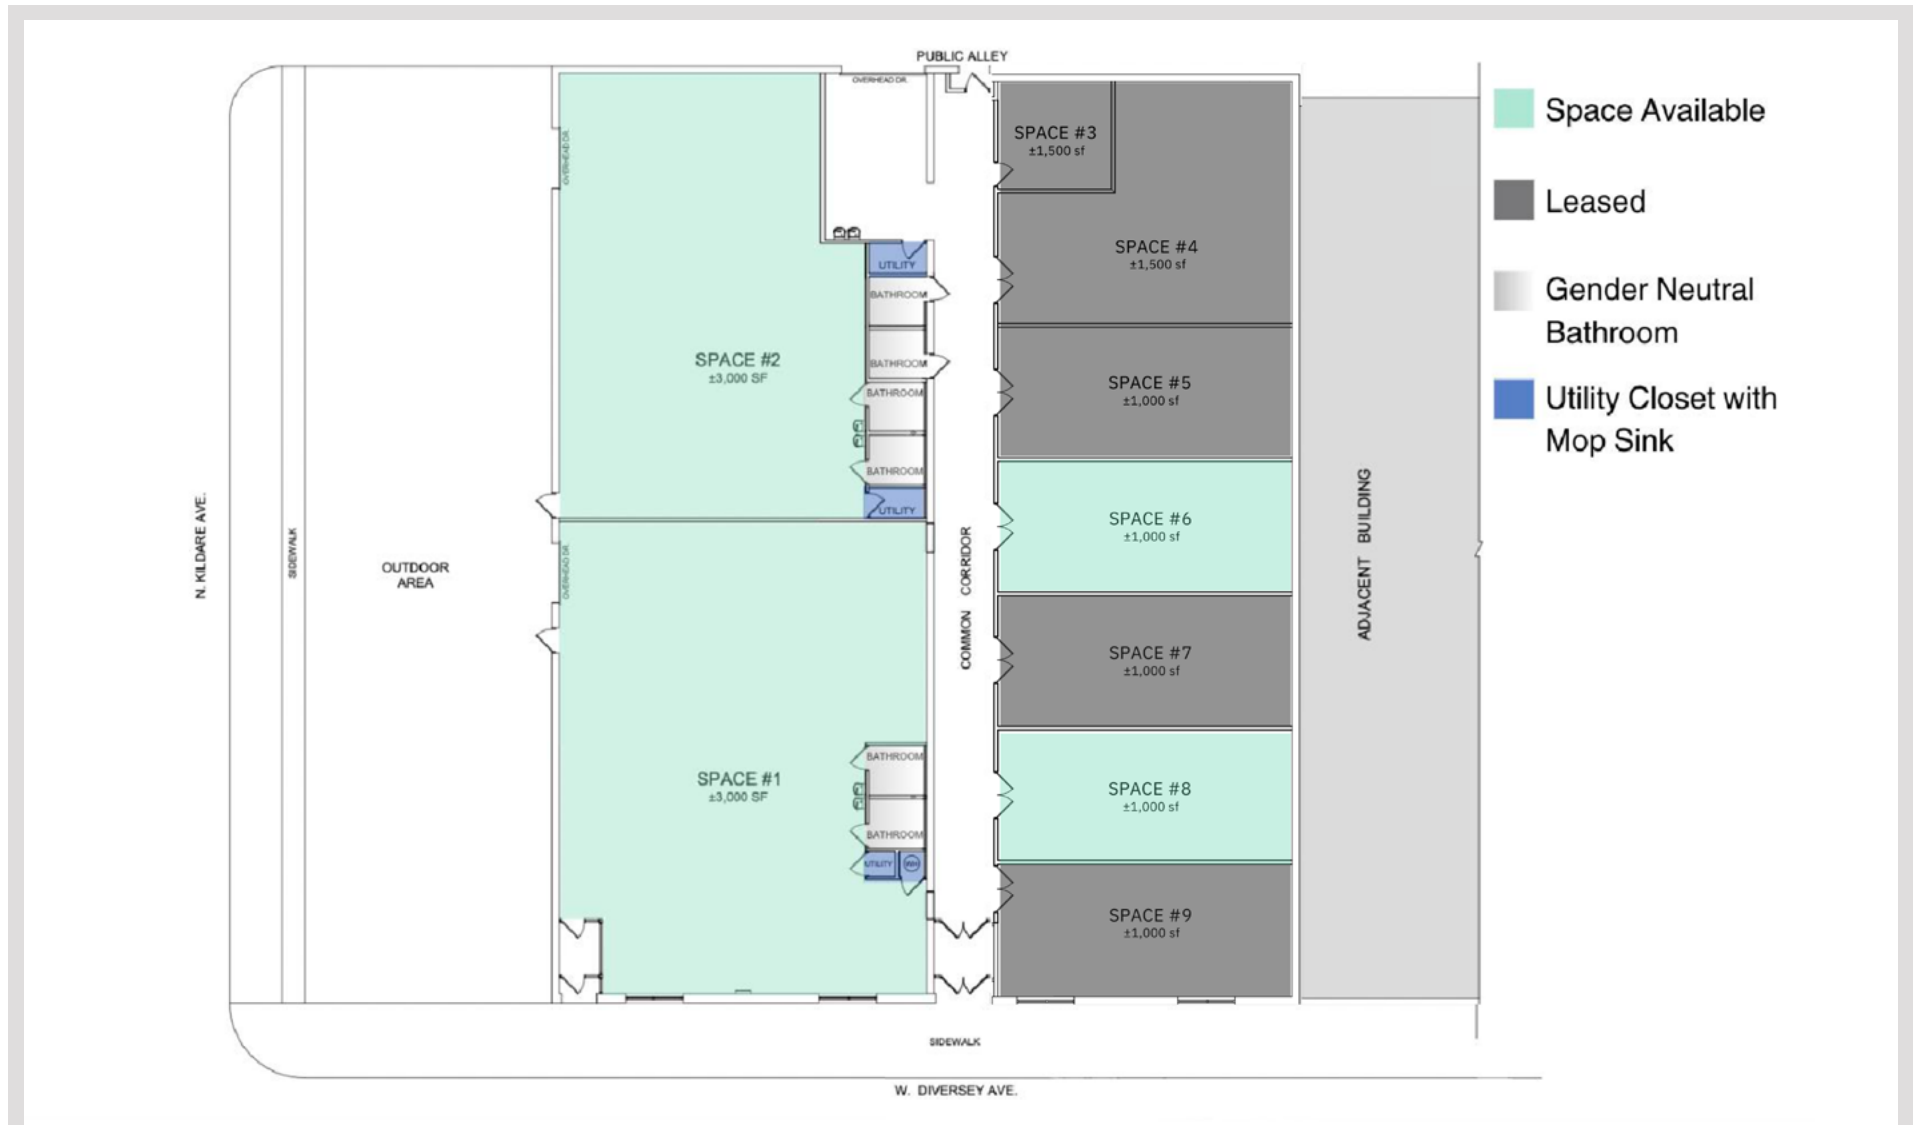 PUBLIC ALLEY
OVERHEAD DR.
OVERHEAD DR.
SPACE #3
±1,500 sf
Space Available
Leased
Gender Neutral
Bathroom
Utility Closet with
Mop Sink
SPACE #4
±1,500 sf
UTILITY
BATHROOM
BATHROOM
BATHROOM
BATHROOM
UTILITY
SPACE #2
±3,000 SF
SPACE #5
±1,000 sf
SPACE #6
±1,000 sf
N. KILDARE AVE.
SIDEWALK
OUTDOOR
AREA
OVERHEAD DR.
COMMON CORRIDOR
ADJACENT BUILDING
SPACE #7
±1,000 sf
SPACE #1
±3,000 SF
BATHROOM
BATHROOM
UTILITY
SPACE #8
±1,000 sf
SPACE #9
±1,000 sf
SIDEWALK
W. DIVERSEY AVE.